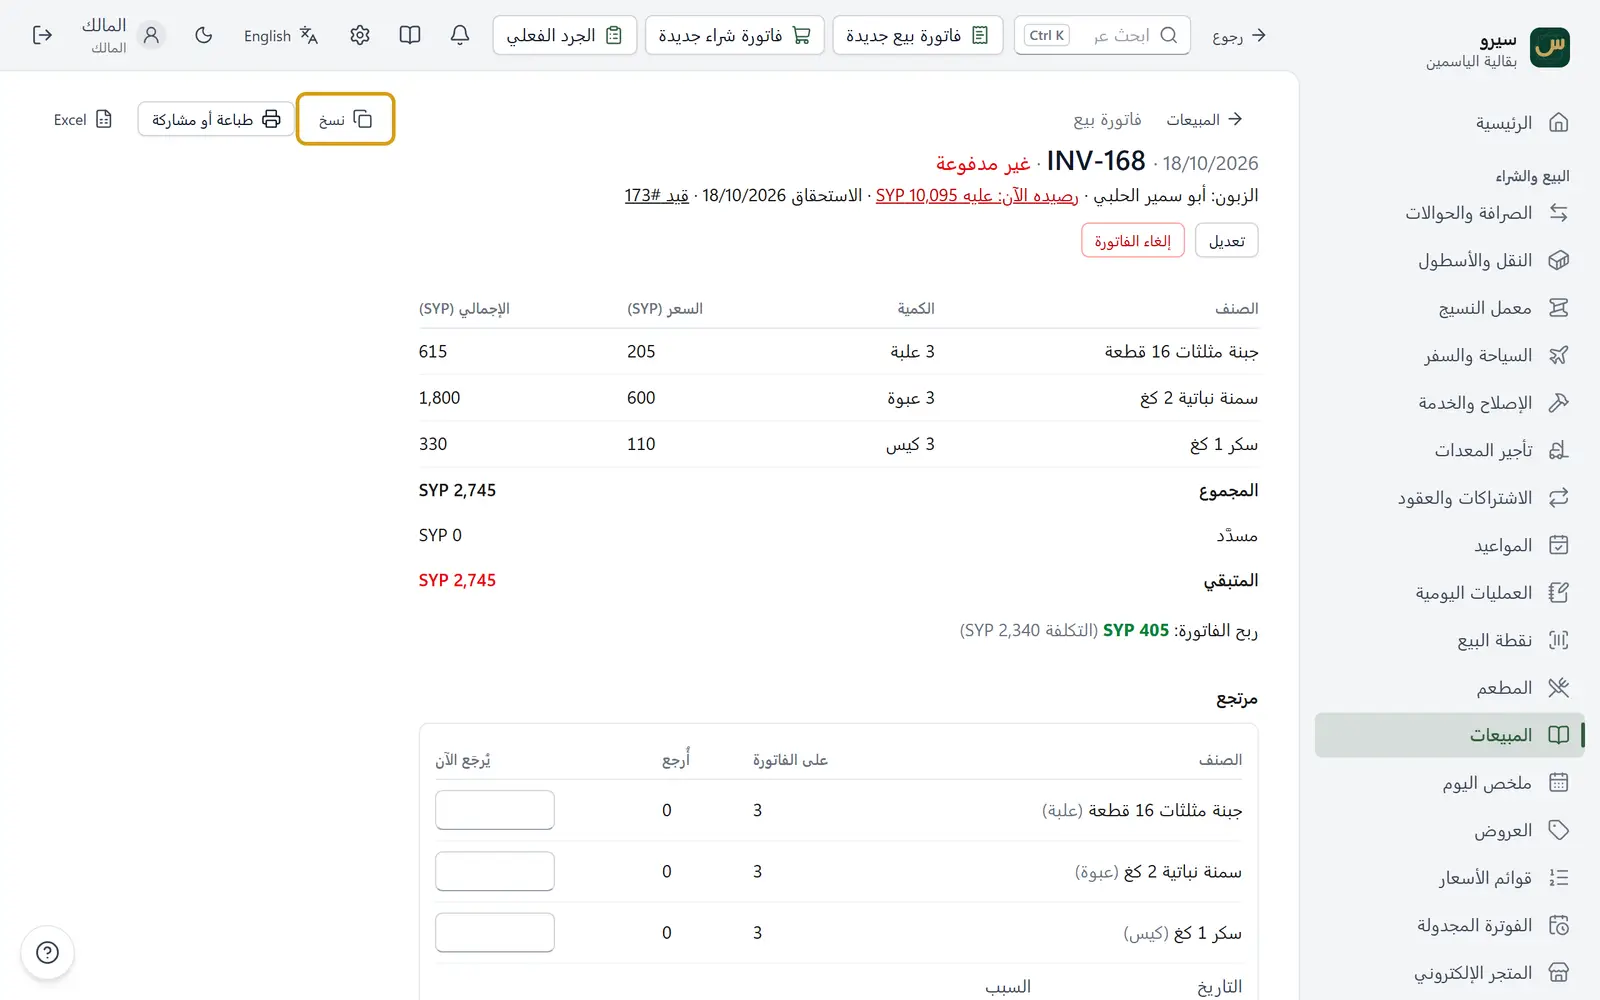 س
سيرو
بقالية الياسمين
رجوع
ابحث عن
Ctrl K
فاتورة بيع جديدة
فاتورة شراء جديدة
الجرد الفعلي
English
المالك
المالك
الرئيسية
البيع والشراء
الصرافة والحوالات
النقل والأسطول
معمل النسيج
السياحة والسفر
الإصلاح والخدمة
تأجير المعدات
الاشتراكات والعقود
المواعيد
العمليات اليومية
نقطة البيع
المطعم
المبيعات
ملخص اليوم
العروض
قوائم الأسعار
الفوترة المجدولة
المتجر الإلكتروني
المبيعات فاتورة بيع
نسخ
طباعة أو مشاركة
Excel
18/10/2026 · INV-168 · غير مدفوعة
الزبون: أبو سمير الحلبي · رصيده الآن: عليه 10,095 SYP · الاستحقاق 18/10/2026 · قيد #173
تعديل
إلغاء الفاتورة
الصنف الكمية السعر (SYP) الإجمالي (SYP)
جبنة مثلثات 16 قطعة 3 علبة 205 615
سمنة نباتية 2 كغ 3 عبوة 600 1,800
سكر 1 كغ 3 كيس 110 330
المجموع SYP 2,745
مسدَّد SYP 0
المتبقي SYP 2,745
ربح الفاتورة: SYP 405 (التكلفة SYP 2,340)
مرتجع
الصنف على الفاتورة أُرجع يُرجَع الآن
جبنة مثلثات 16 قطعة (علبة) 3 0
سمنة نباتية 2 كغ (عبوة) 3 0
سكر 1 كغ (كيس) 3 0
التاريخ السبب